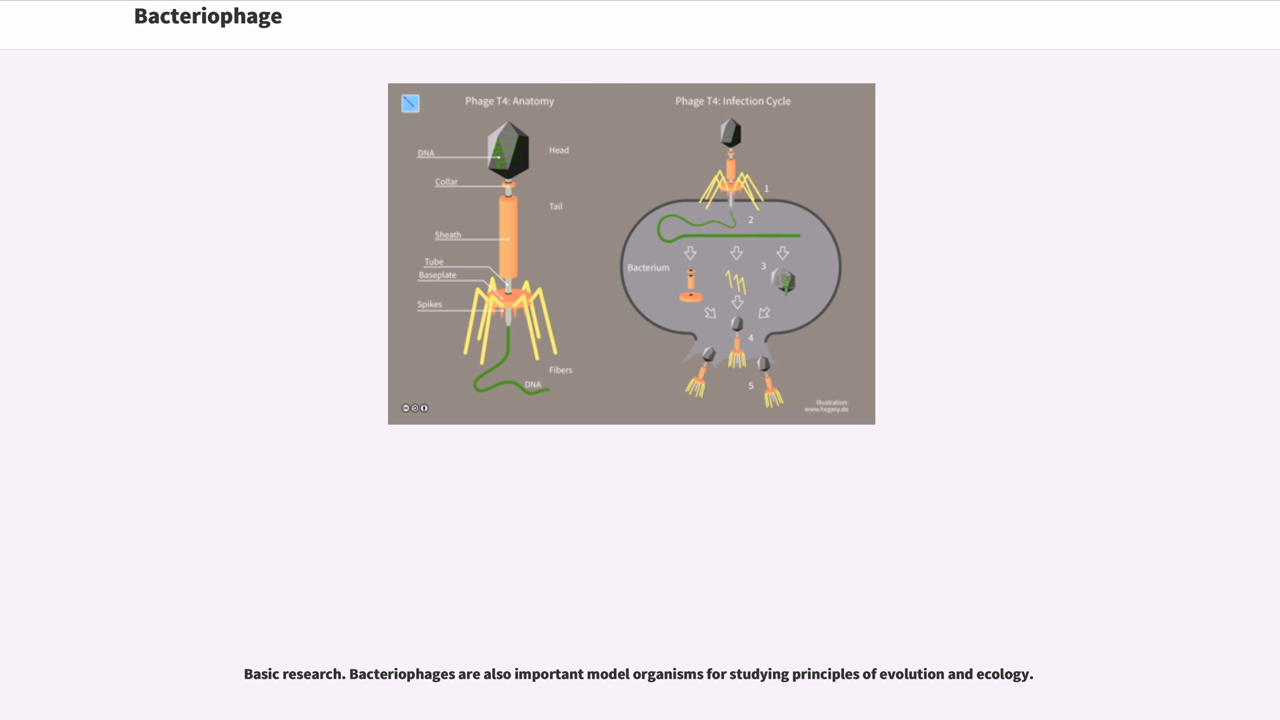 Bacteriophage
Phage T4: Anatomy
DNA
Head
Collar
Tail
Sheath
Tube
Baseplate
Spikes
Fibers
DNA
Phage T4: Infection Cycle
1
2
Bacterium
3
4
5
Illustration:
www.hegasy.de
Basic research. Bacteriophages are also important model organisms for studying principles of evolution and ecology.